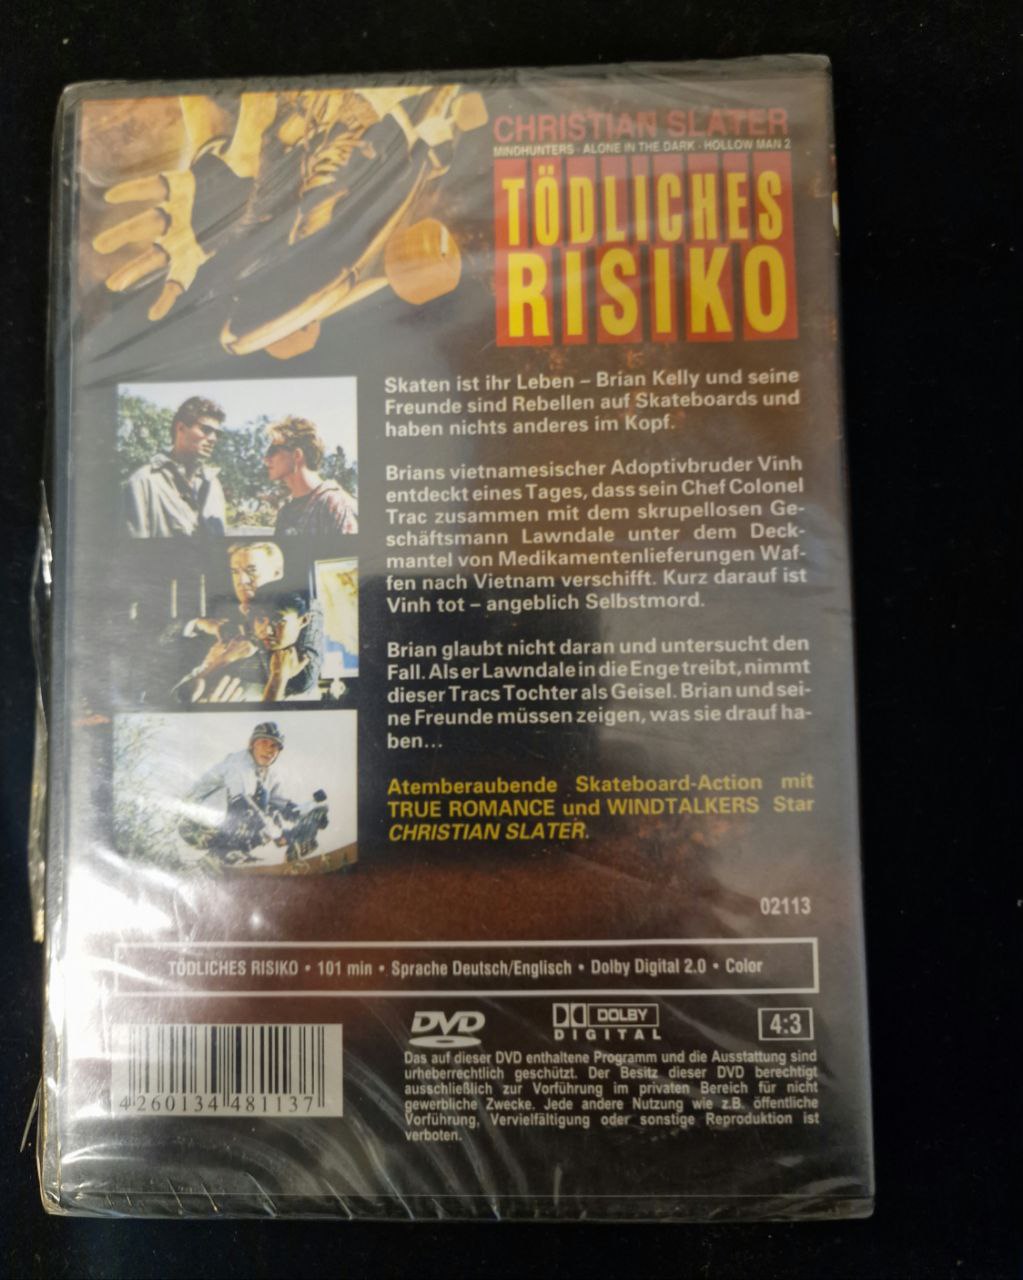 CHRISTIAN SLATER
MINDHUNTERS · ALONE IN THE DARK · HOLLOW MAN 2
TÖDLICHES
RISIKO
Skaten ist ihr Leben – Brian Kelly und seine
Freunde sind Rebellen auf Skateboards und
haben nichts anderes im Kopf.
Brians vietnamesischer Adoptivbruder Vinh
entdeckt eines Tages, dass sein Chef Colonel
Trac zusammen mit dem skrupellosen Ge-
schäftsmann Lawndale unter dem Deck-
mantel von Medikamentenlieferungen Waf-
fen nach Vietnam verschifft. Kurz darauf ist
Vinh tot – angeblich Selbstmord.
Brian glaubt nicht daran und untersucht den
Fall. Als er Lawndale in die Enge treibt, nimmt
dieser Tracs Tochter als Geisel. Brian und sei-
ne Freunde müssen zeigen, was sie drauf ha-
ben...
Atemberaubende Skateboard-Action mit
TRUE ROMANCE und WINDTALKERS Star
CHRISTIAN SLATER.
02113
TÖDLICHES RISIKO • 101 min • Sprache Deutsch/Englisch • Dolby Digital 2.0 • Color
DVD
DOLBY
DIGITAL
4:3
Das auf dieser DVD enthaltene Programm und die Ausstattung sind
urheberrechtlich geschützt. Der Besitz dieser DVD berechtigt
ausschließlich zur Vorführung im privaten Bereich für nicht
gewerbliche Zwecke. Jede andere Nutzung wie z.B. öffentliche
Vorführung, Vervielfältigung oder sonstige Reproduktion ist
verboten.
4 260134 481137